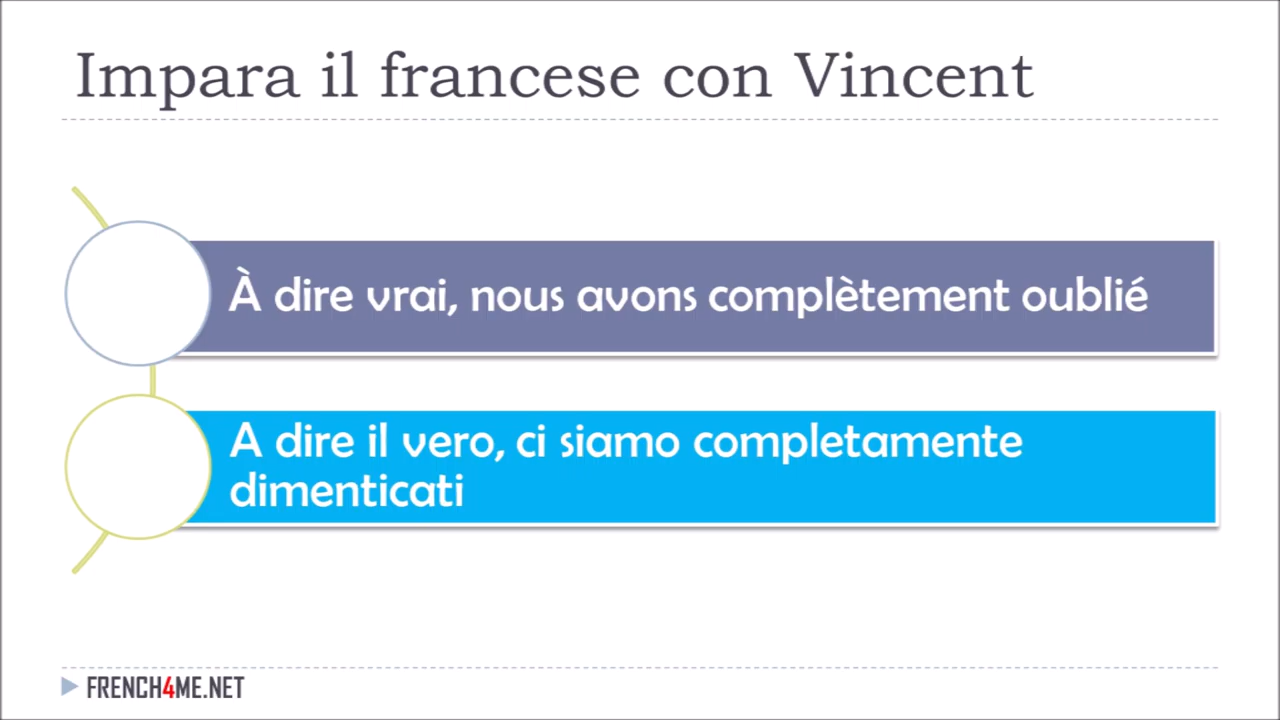 Impara il francese con Vincent
À dire vrai, nous avons complètement oublié
A dire il vero, ci siamo completamente
dimenticati
FRENCH4ME.NET